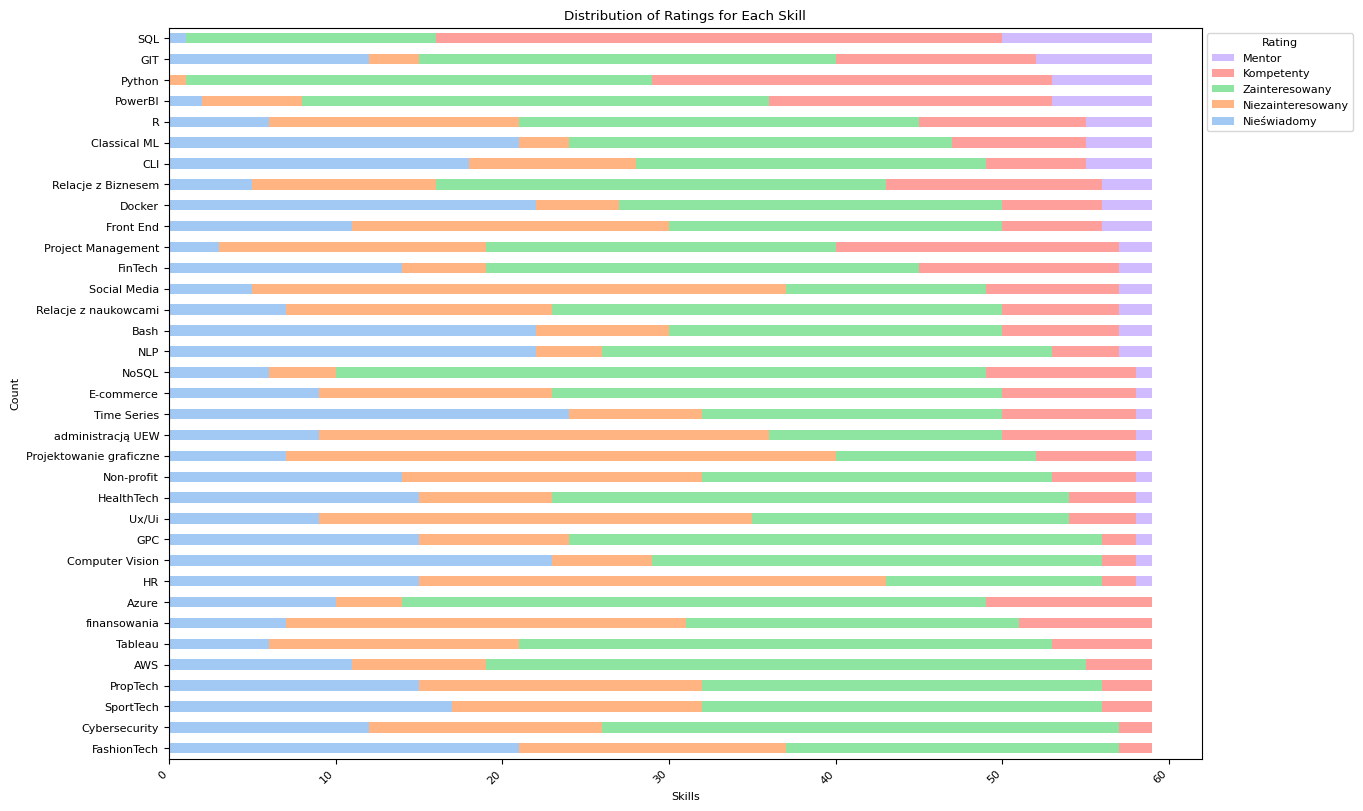 Distribution of Ratings for Each Skill
Rating
Mentor
Kompetenty
Zainteresowany
Niezainteresowany
Nieświadomy
Count
SQL
GIT
Python
PowerBI
R
Classical ML
CLI
Relacje z Biznesem
Docker
Front End
Project Management
FinTech
Social Media
Relacje z naukowcami
Bash
NLP
NoSQL
E-commerce
Time Series
administracją UEW
Projektowanie graficzne
Non-profit
HealthTech
Ux/Ui
GPC
Computer Vision
HR
Azure
finansowania
Tableau
AWS
PropTech
SportTech
Cybersecurity
FashionTech
0 10 20 30 40 50 60
Skills